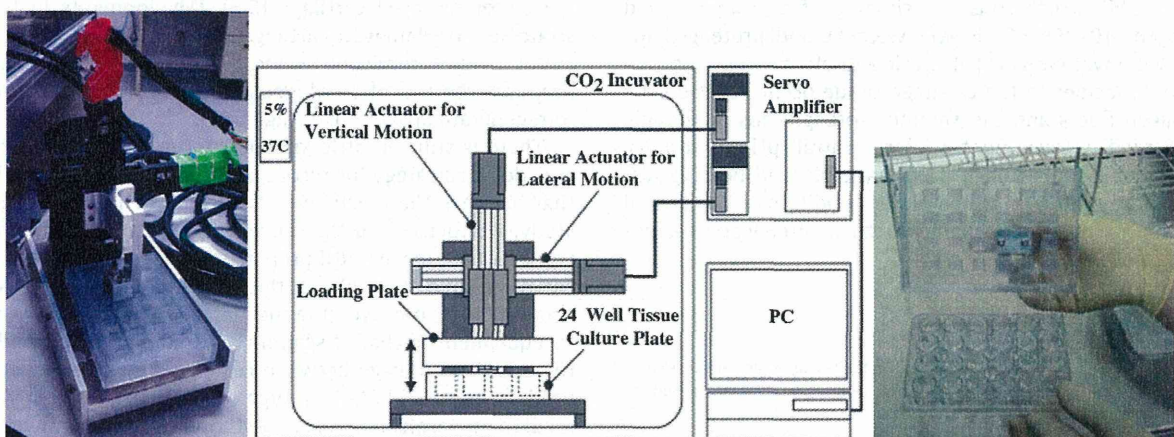 CO2 Incuvator
5%
37C
Linear Actuator for
Vertical Motion
Linear Actuator for
Lateral Motion
Loading Plate
24 Well Tissue
Culture Plate
Servo
Amplifier
PC